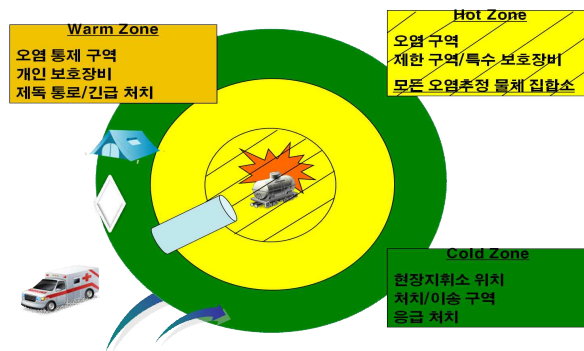 Warm Zone
오염 통제 구역
개인 보호장비
제독 통로/긴급 처치
Hot Zone
오염 구역
제한 구역/특수 보호장비
모든 오염추정 물체 집합소
Cold Zone
현장지휘소 위치
처치/이송 구역
응급 처치